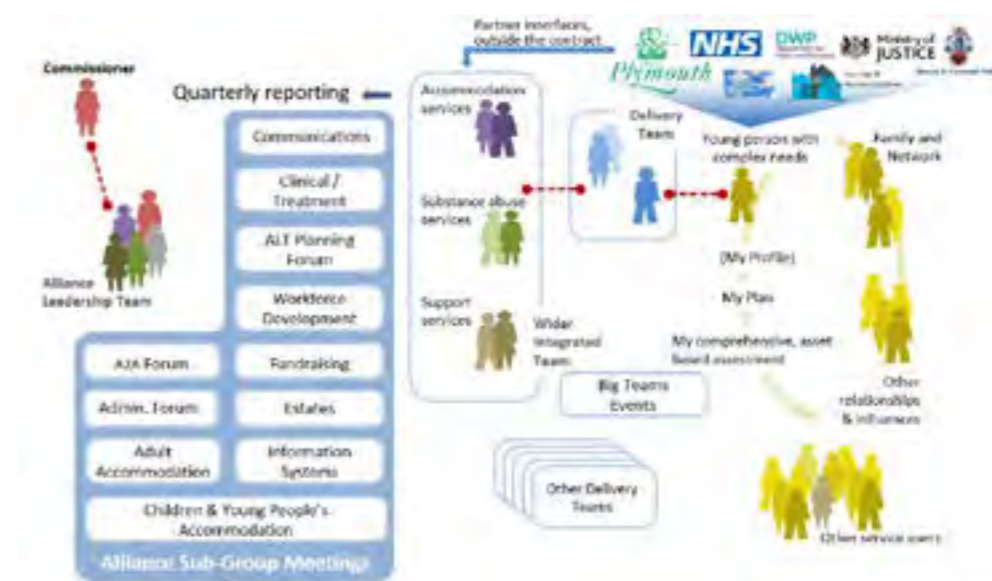 Partner interfaces,
outside the contract
Plymouth
NHS
DWP
Ministry of
JUSTICE
Commissioner
Quarterly reporting
Alliance
Leadership Team
Communications
Clinical /
Treatment
ALT Planning
Forum
Workforce
Development
Fundraising
Estates
Information
Systems
Admin. Forum
Adult
Accommodation
Children & Young People's
Accommodation
Alliance Sub-Group Meetings
Accommodation
services
Substance abuse
services
Support
services
Wider
Integrated
Team
Delivery
Team
Young person with
complex needs
(My Profile)
My Plan
My comprehensive, asset
based assessment
Family and
Network
Other
relationships
& influencers
Big Teams
Events
Other Delivery
Teams
Other service users